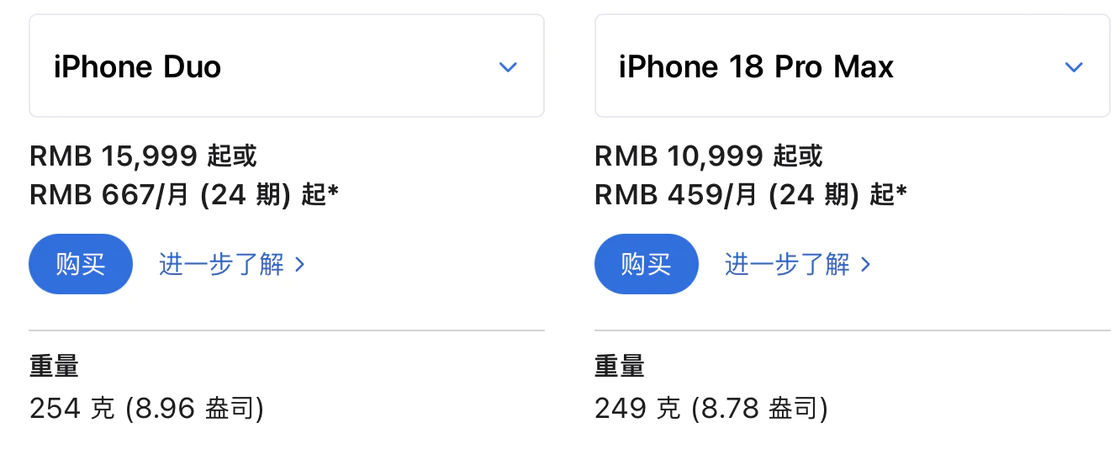 iPhone Duo
RMB 15,999 起或
RMB 667/月 (24 期) 起*
购买 进一步了解 >
重量
254 克 (8.96 盎司)
iPhone 18 Pro Max
RMB 10,999 起或
RMB 459/月 (24 期) 起*
购买 进一步了解 >
重量
249 克 (8.78 盎司)